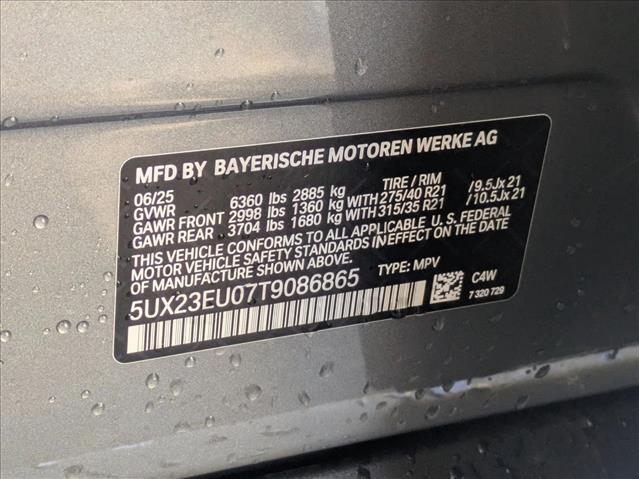 MFD BY BAYERISCHE MOTOREN WERKE AG
06/25 TIRE / RIM
GVWR 6360 lbs 2885 kg
GAWR FRONT 2998 lbs 1360 kg WITH 275/40 R21 /9.5Jx21
GAWR REAR 3704 lbs 1680 kg WITH 315/35 R21 /10.5Jx21
THIS VEHICLE CONFORMS TO ALL APPLICABLE U.S. FEDERAL
MOTOR VEHICLE SAFETY STANDARDS IN EFFECT ON THE DATE
OF MANUFACTURE SHOWN ABOVE.
5UX23EU07T9086865 TYPE: MPV
C4W
7 320 729